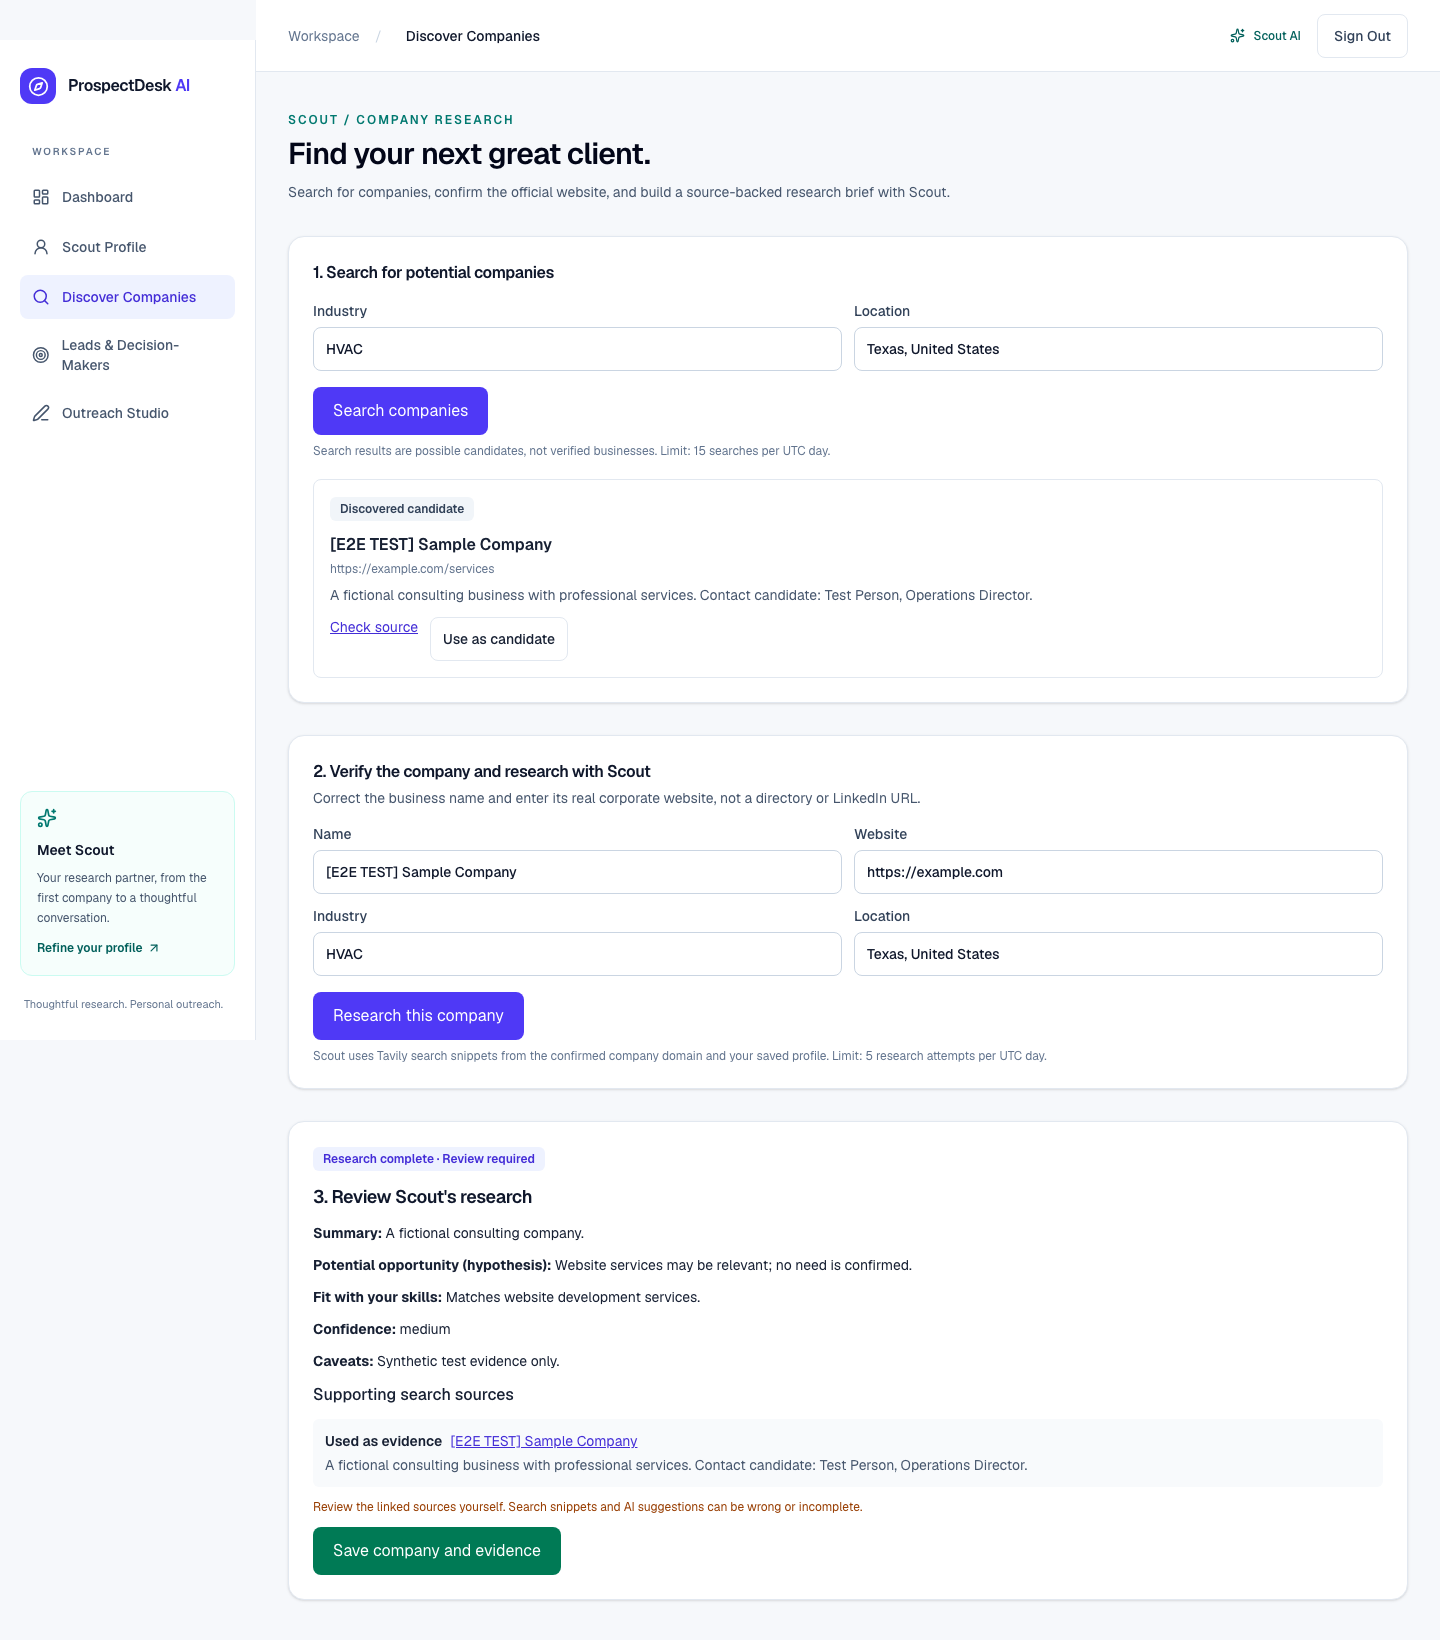 Workspace / Discover Companies
Scout AI
Sign Out
ProspectDesk AI
WORKSPACE
Dashboard
Scout Profile
Discover Companies
Leads & Decision-
Makers
Outreach Studio
Meet Scout
Your research partner, from the
first company to a thoughtful
conversation.
Refine your profile
Thoughtful research. Personal outreach.
SCOUT / COMPANY RESEARCH
Find your next great client.
Search for companies, confirm the official website, and build a source-backed research brief with Scout.
1. Search for potential companies
Industry
Location
HVAC
Texas, United States
Search companies
Search results are possible candidates, not verified businesses. Limit: 15 searches per UTC day.
Discovered candidate
[E2E TEST] Sample Company
https://example.com/services
A fictional consulting business with professional services. Contact candidate: Test Person, Operations Director.
Check source
Use as candidate
2. Verify the company and research with Scout
Correct the business name and enter its real corporate website, not a directory or LinkedIn URL.
Name
Website
[E2E TEST] Sample Company
https://example.com
Industry
Location
HVAC
Texas, United States
Research this company
Scout uses Tavily search snippets from the confirmed company domain and your saved profile. Limit: 5 research attempts per UTC day.
Research complete · Review required
3. Review Scout's research
Summary: A fictional consulting company.
Potential opportunity (hypothesis): Website services may be relevant; no need is confirmed.
Fit with your skills: Matches website development services.
Confidence: medium
Caveats: Synthetic test evidence only.
Supporting search sources
Used as evidence [E2E TEST] Sample Company
A fictional consulting business with professional services. Contact candidate: Test Person, Operations Director.
Review the linked sources yourself. Search snippets and AI suggestions can be wrong or incomplete.
Save company and evidence